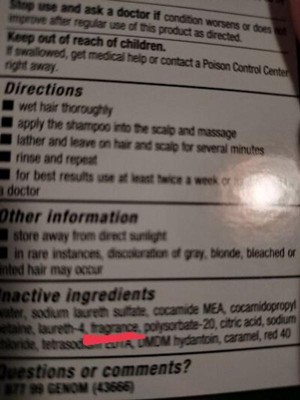 Stop use and ask a doctor if condition worsens or does not
improve after regular use of this product as directed.
Keep out of reach of children.
If swallowed, get medical help or contact a Poison Control Center
right away.
Directions
■ wet hair thoroughly
■ apply the shampoo into the scalp and massage
■ lather and leave on hair and scalp for several minutes
■ rinse and repeat
■ for best results use at least twice a week or
a doctor
Other information
■ store away from direct sunlight
■ in rare instances, discoloration of gray, blonde, bleached or
inted hair may occur
Inactive ingredients
water, sodium laureth sulfate, cocamide MEA, cocamidopropyl
etaine, laureth-4, fragrance, polysorbate-20, citric acid, sodium
hloride, tetrasodium EDTA, DMDM hydantoin, caramel, red 40
Questions or comments?
877 99 GENOM (43666)